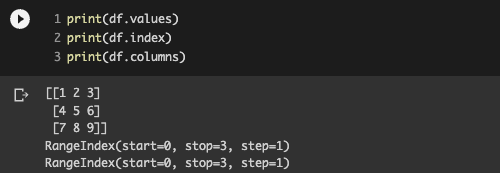 1 print(df.values)
2 print(df.index)
3 print(df.columns)
[[1 2 3]
 [4 5 6]
 [7 8 9]]
RangeIndex(start=0, stop=3, step=1)
RangeIndex(start=0, stop=3, step=1)